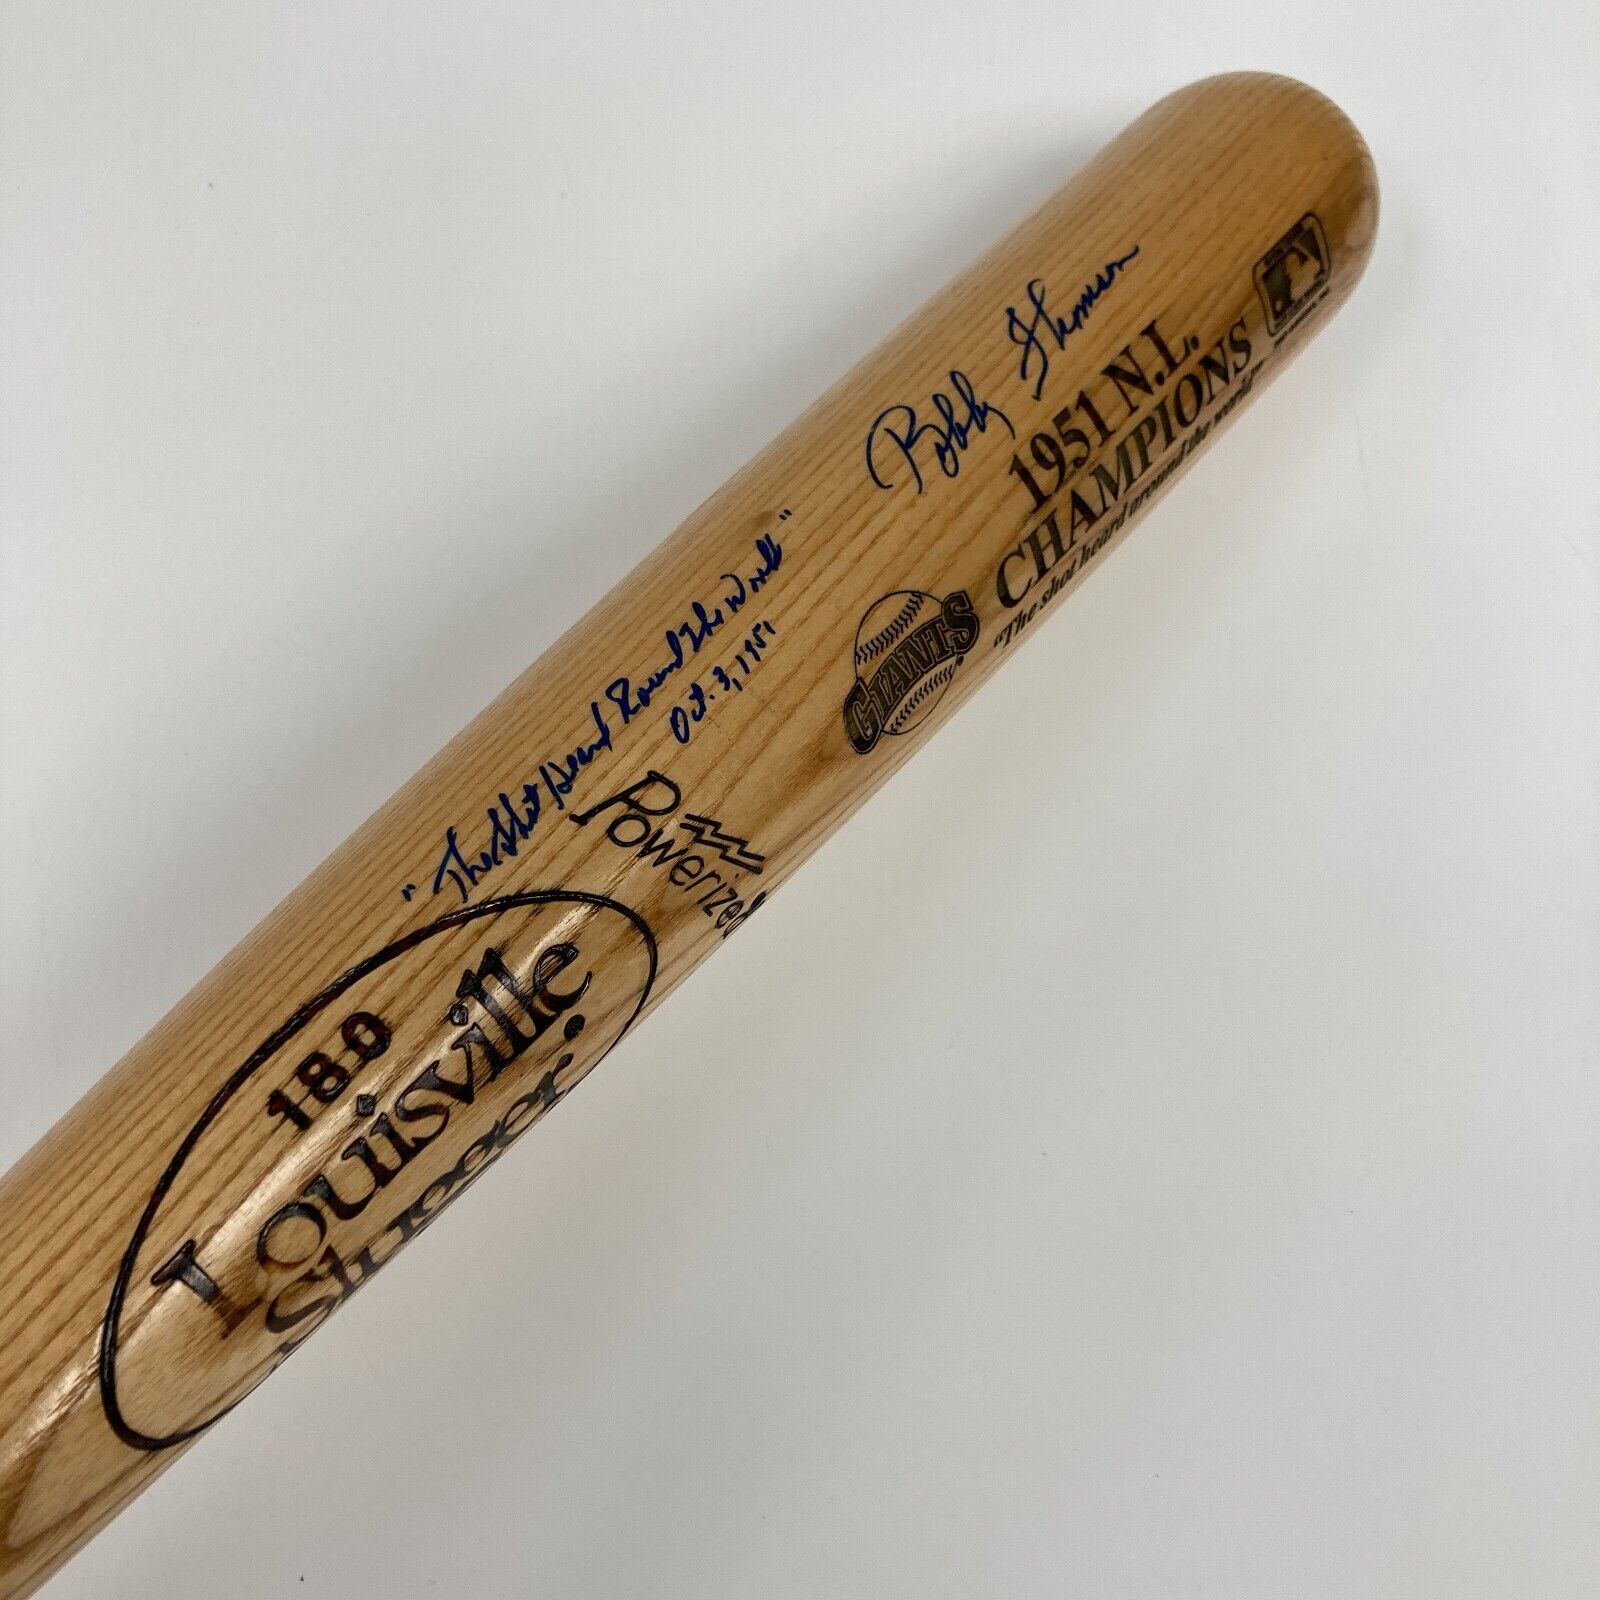 Bobby Thomson
1951 N.L.
CHAMPIONS
"The shot heard around the world"
GIANTS
"The Shot Heard Round The World"
Oct. 3, 1951
Powerized
180
Louisville
Slugger.